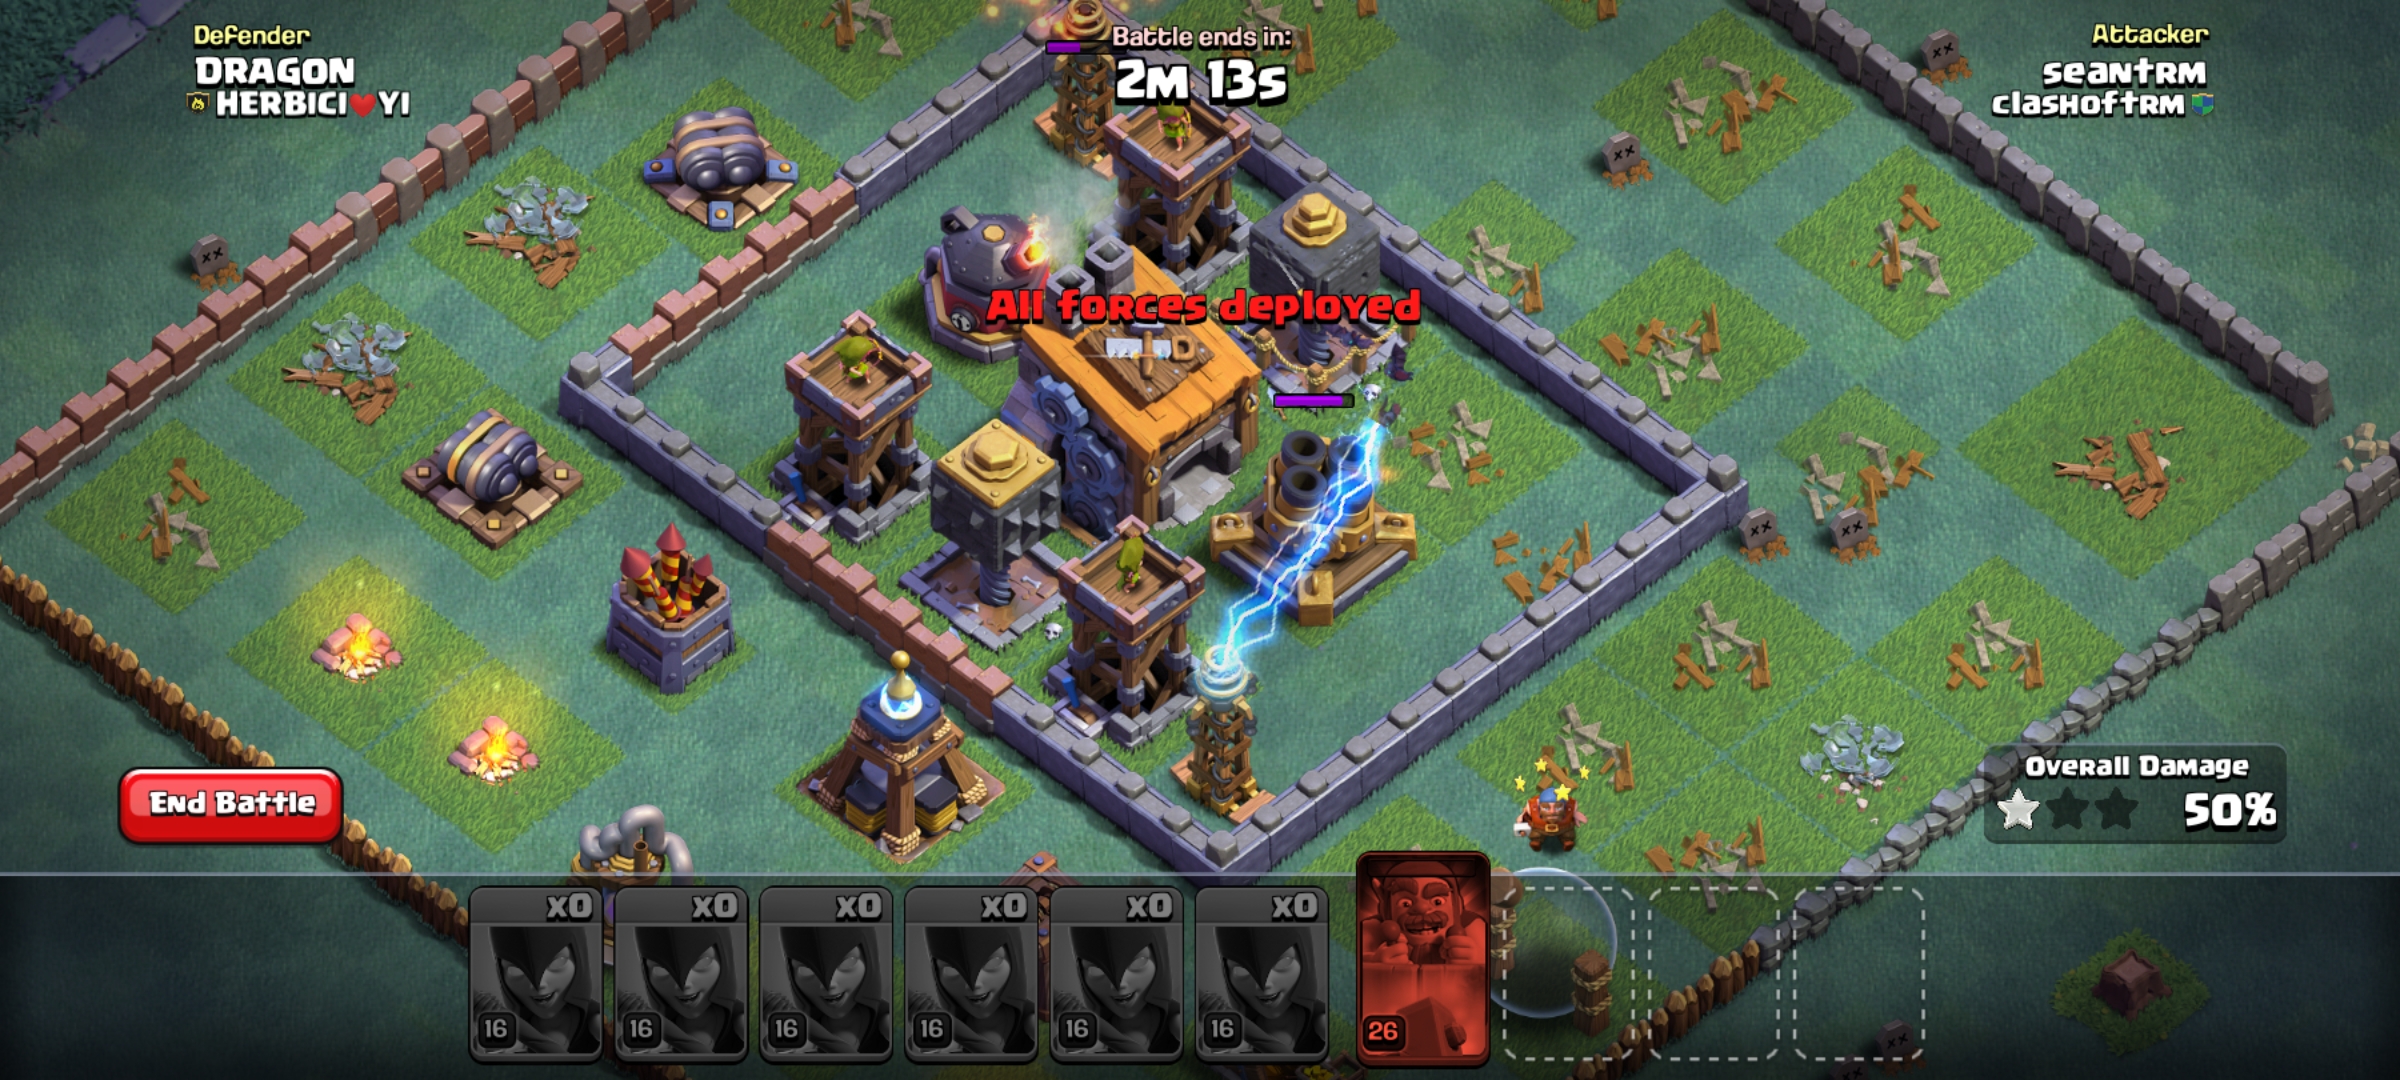 Defender
DRAGON
HERBICI❤️YI
Battle ends in:
2M 13s
Attacker
seantrm
clashoftrm
All forces deployed
End Battle
Overall Damage
50%
x0
x0
x0
x0
x0
x0
16
16
16
16
16
16
26